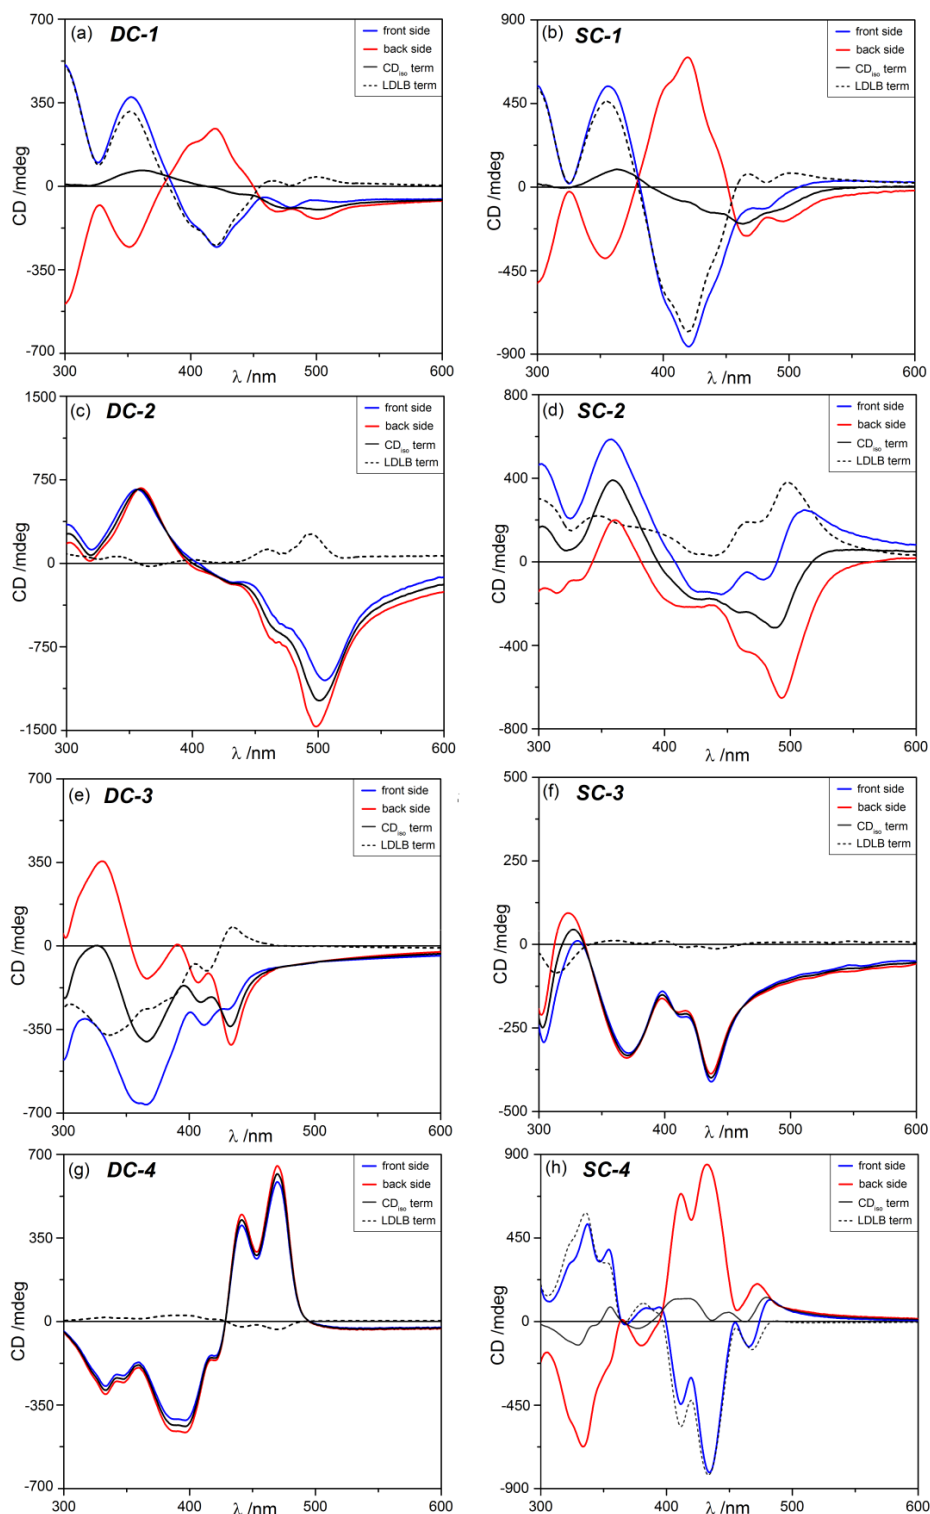 (a) DC-1
front side
back side
CDiso term
LDLB term
CD /mdeg
700
350
0
-350
-700
300
400
500
600
λ /nm
(b) SC-1
front side
back side
CDiso term
LDLB term
CD /mdeg
900
450
0
-450
-900
300
400
500
600
λ /nm
(c) DC-2
front side
back side
CDiso term
LDLB term
CD /mdeg
1500
750
0
-750
-1500
300
400
500
600
λ /nm
(d) SC-2
front side
back side
CDiso term
LDLB term
CD /mdeg
800
400
0
-400
-800
300
400
500
600
λ /nm
(e) DC-3
front side
back side
CDiso term
LDLB term
CD /mdeg
700
350
0
-350
-700
300
400
500
600
λ /nm
(f) SC-3
front side
back side
CDiso term
LDLB term
CD /mdeg
500
250
0
-250
-500
300
400
500
600
λ /nm
(g) DC-4
front side
back side
CDiso term
LDLB term
CD /mdeg
700
350
0
-350
-700
300
400
500
600
λ /nm
(h) SC-4
front side
back side
CDiso term
LDLB term
CD /mdeg
900
450
0
-450
-900
300
400
500
600
λ /nm